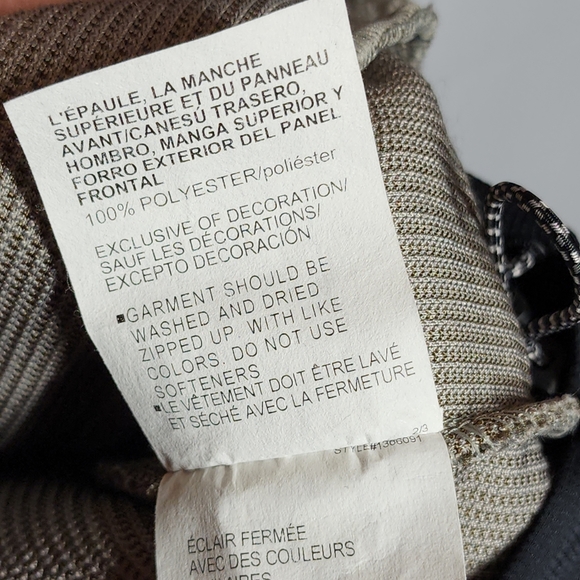 L'ÉPAULE, LA MANCHE
SUPÉRIEURE ET DU PANNEAU
AVANT/CANESÚ TRASERO,
HOMBRO, MANGA SUPERIOR Y
FORRO EXTERIOR DEL PANEL
FRONTAL
100% POLYESTER/poliéster
EXCLUSIVE OF DECORATION/
SAUF LES DÉCORATIONS/
EXCEPTO DECORACIÓN
■GARMENT SHOULD BE
WASHED AND DRIED
ZIPPED UP. WITH LIKE
COLORS. DO NOT USE
SOFTENERS
■LEVÊTEMENT DOIT ÊTRE LAVÉ
ET SÉCHÉ AVEC LA FERMETURE
2/3
STYLE#1366091
ÉCLAIR FERMÉE
AVEC DES COULEURS